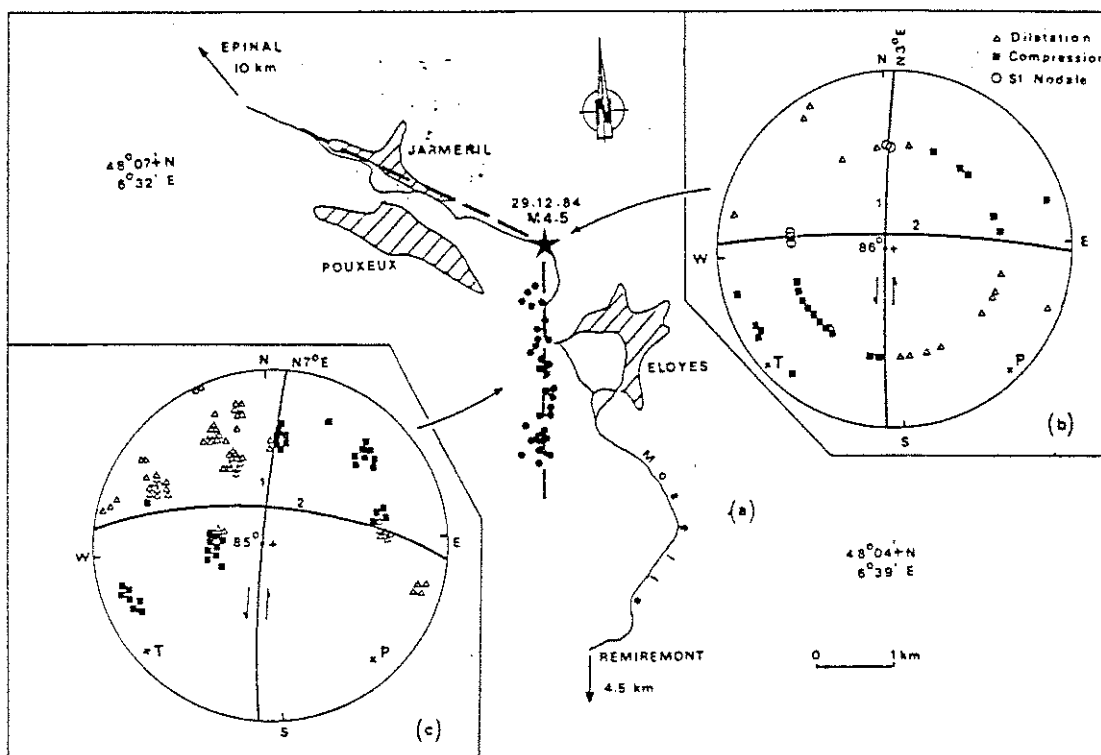 EPINAL
10 km
48°07'N
6°32' E
JARMENIL
POUXEUX
29.12.84
M 4.5
ELOYES
(a)
48°04'N
6°39' E
REMIREMONT
4.5 km
0 1 km
△ Dilatation
■ Compression
○ S1 Nodale
N
N3°E
1
2
86°
+
W
E
T
P
S
(b)
N
N7°E
1
2
85°
+
W
E
T
P
S
(c)